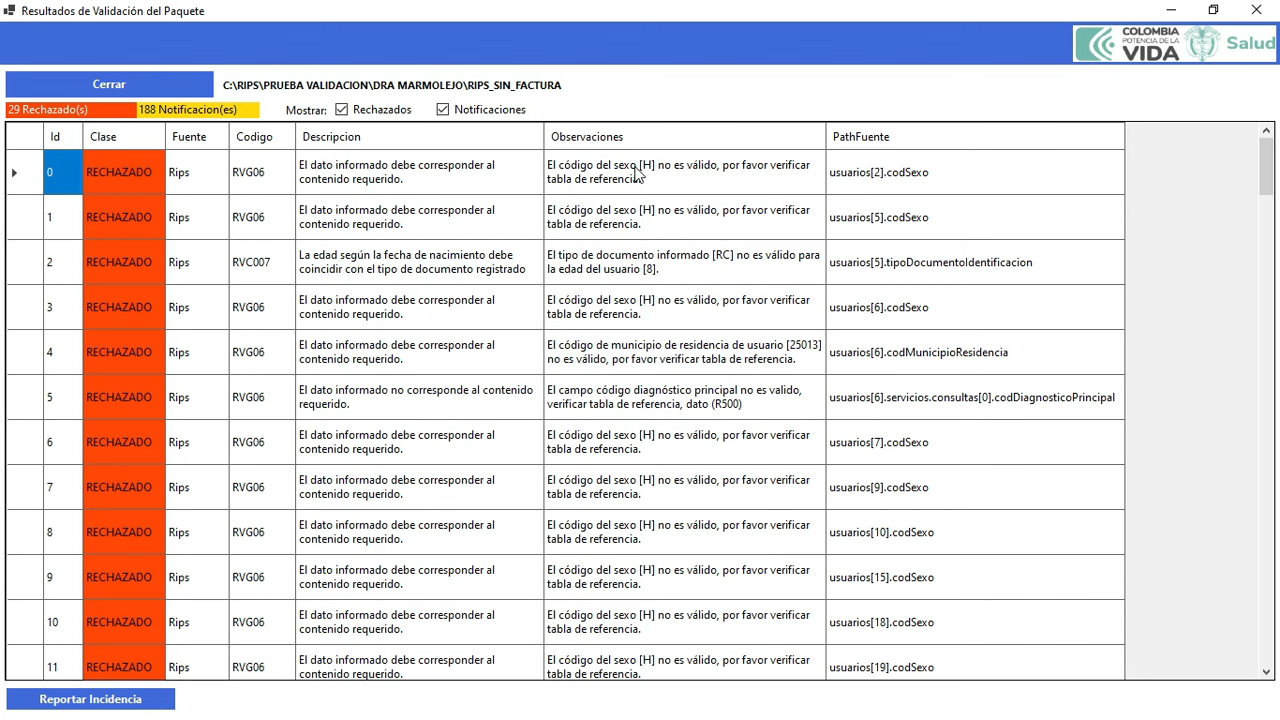 Resultados de Validación del Paquete
COLOMBIA
POTENCIA DE LA
VIDA
Salud
Cerrar
C:\RIPS\PRUEBA VALIDACION\DRA MARMOLEJO\RIPS_SIN_FACTURA
29 Rechazado(s)
188 Notificacion(es)
Mostrar:
Rechazados
Notificaciones
Id Clase Fuente Codigo Descripcion Observaciones PathFuente
0 RECHAZADO Rips RVG06 El dato informado debe corresponder al
contenido requerido.
El código del sexo [H] no es válido, por favor verificar
tabla de referencia.
usuarios[2].codSexo
1 RECHAZADO Rips RVG06 El dato informado debe corresponder al
contenido requerido.
El código del sexo [H] no es válido, por favor verificar
tabla de referencia.
usuarios[5].codSexo
2 RECHAZADO Rips RVC007 La edad según la fecha de nacimiento debe
coincidir con el tipo de documento registrado
El tipo de documento informado [RC] no es válido para
la edad del usuario [8].
usuarios[5].tipoDocumentoIdentificacion
3 RECHAZADO Rips RVG06 El dato informado debe corresponder al
contenido requerido.
El código del sexo [H] no es válido, por favor verificar
tabla de referencia.
usuarios[6].codSexo
4 RECHAZADO Rips RVG06 El dato informado debe corresponder al
contenido requerido.
El código de municipio de residencia de usuario [25013]
no es válido, por favor verificar tabla de referencia.
usuarios[6].codMunicipioResidencia
5 RECHAZADO Rips RVG06 El dato informado no corresponde al contenido
requerido.
El campo código diagnóstico principal no es valido,
verificar tabla de referencia, dato (R500)
usuarios[6].servicios.consultas[0].codDiagnosticoPrincipal
6 RECHAZADO Rips RVG06 El dato informado debe corresponder al
contenido requerido.
El código del sexo [H] no es válido, por favor verificar
tabla de referencia.
usuarios[7].codSexo
7 RECHAZADO Rips RVG06 El dato informado debe corresponder al
contenido requerido.
El código del sexo [H] no es válido, por favor verificar
tabla de referencia.
usuarios[9].codSexo
8 RECHAZADO Rips RVG06 El dato informado debe corresponder al
contenido requerido.
El código del sexo [H] no es válido, por favor verificar
tabla de referencia.
usuarios[10].codSexo
9 RECHAZADO Rips RVG06 El dato informado debe corresponder al
contenido requerido.
El código del sexo [H] no es válido, por favor verificar
tabla de referencia.
usuarios[15].codSexo
10 RECHAZADO Rips RVG06 El dato informado debe corresponder al
contenido requerido.
El código del sexo [H] no es válido, por favor verificar
tabla de referencia.
usuarios[18].codSexo
11 RECHAZADO Rips RVG06 El dato informado debe corresponder al
contenido requerido.
El código del sexo [H] no es válido, por favor verificar
tabla de referencia.
usuarios[19].codSexo
Reportar Incidencia